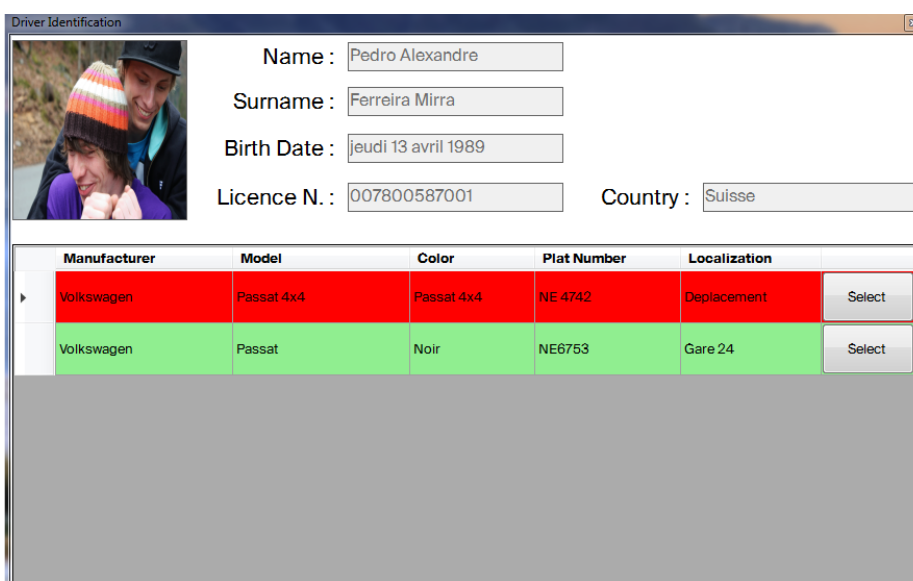 Driver Identification
Name : Pedro Alexandre
Surname : Ferreira Mirra
Birth Date : jeudi 13 avril 1989
Licence N. : 007800587001 Country : Suisse
Manufacturer Model Color Plat Number Localization
Volkswagen Passat 4x4 Passat 4x4 NE 4742 Deplacement Select
Volkswagen Passat Noir NE6753 Gare 24 Select